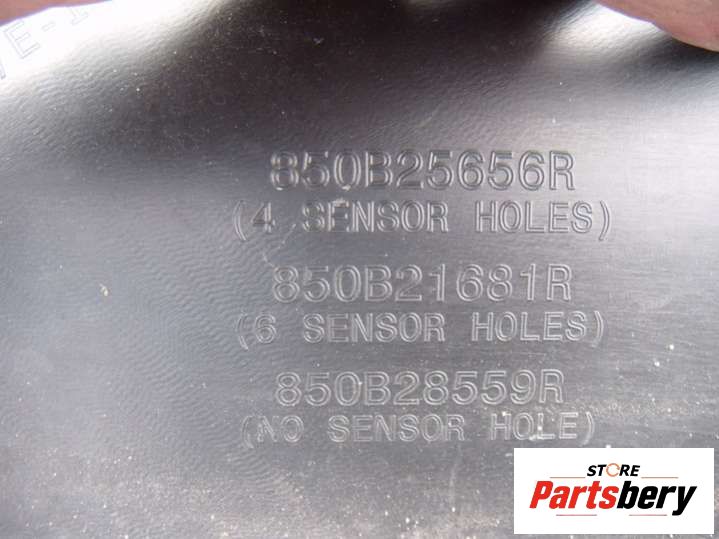 850B25656R
(4 SENSOR HOLES)
850B21681R
(6 SENSOR HOLES)
850B28559R
(NO SENSOR HOLE)
STORE
Partsbery